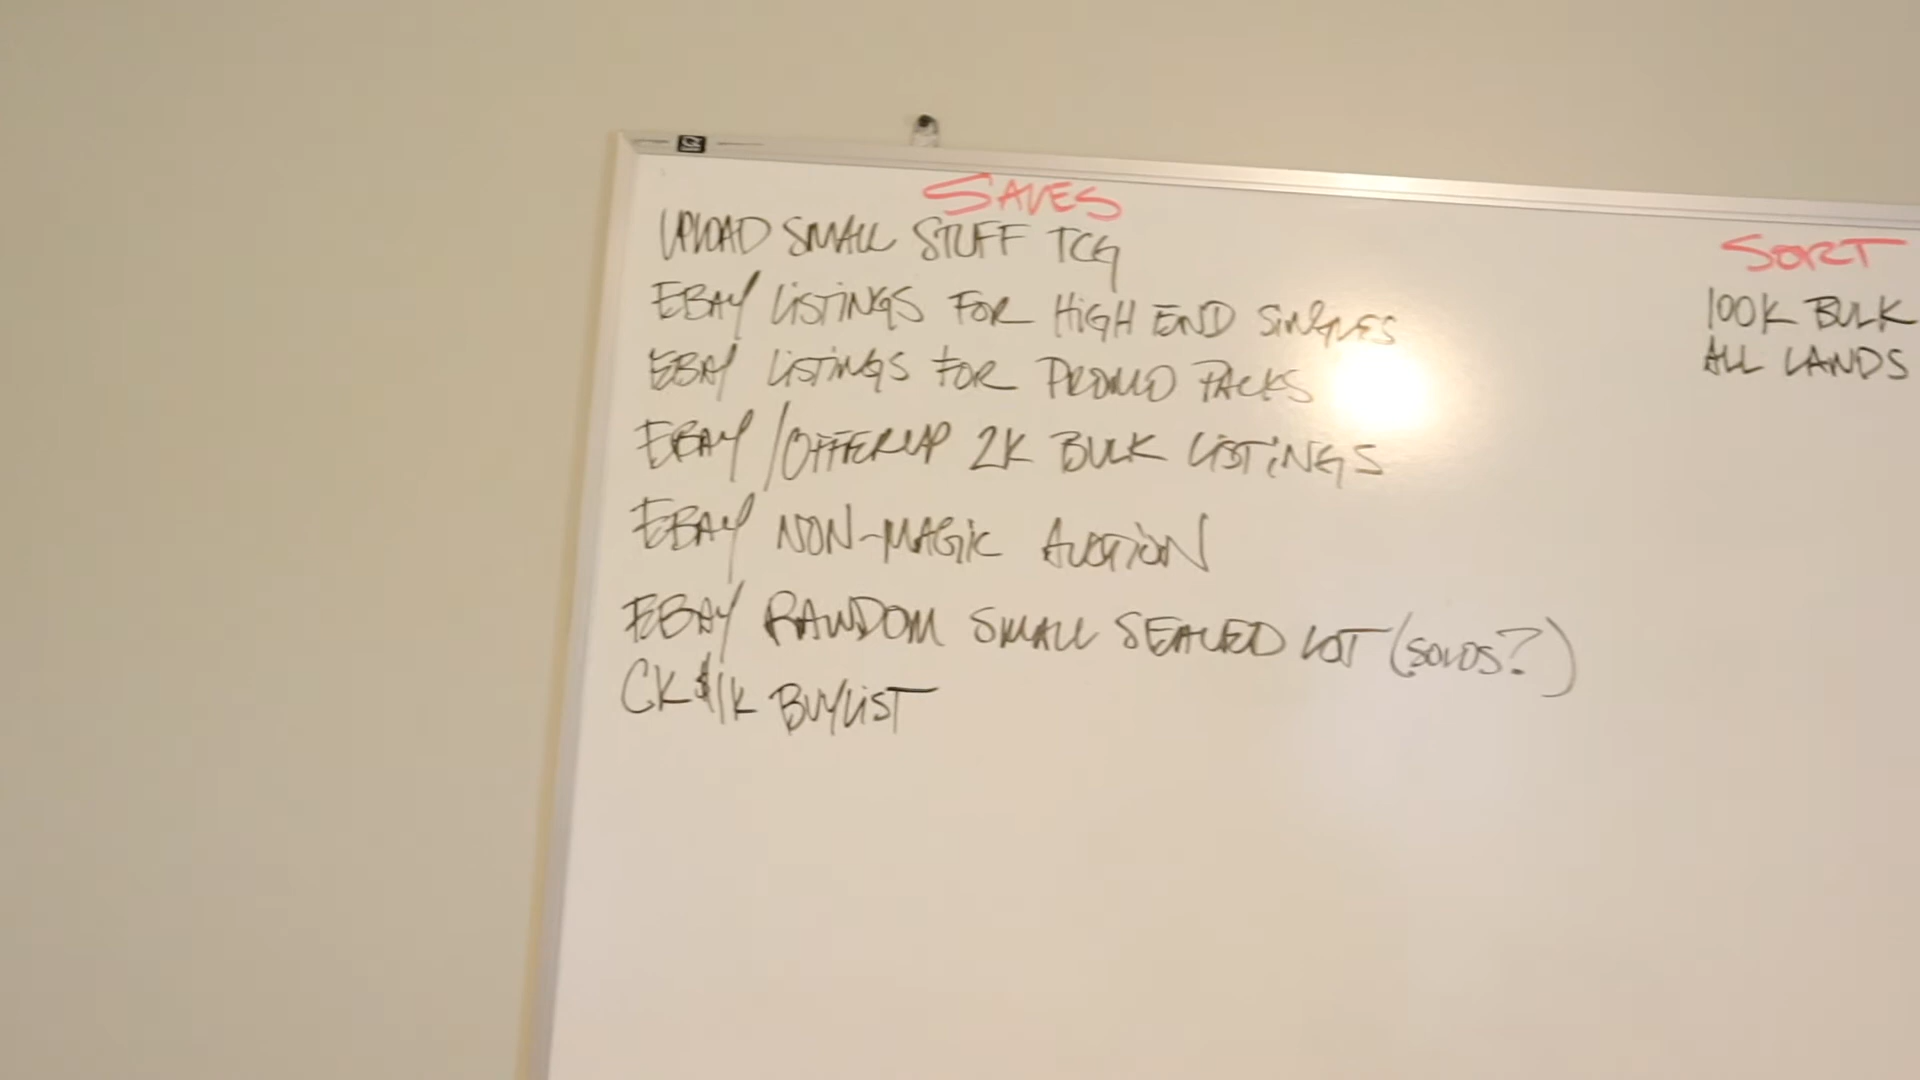 SALES
UPLOAD SMALL STUFF TCG
EBAY LISTINGS FOR HIGH END SINGLES
EBAY LISTINGS FOR PROMO PACKS
EBAY/OFFERUP 2K BULK LISTINGS
EBAY NON-MAGIC AUCTION
EBAY RANDOM SMALL SEALED LOT (SOLOS?)
CK $1K BUYLIST
SORT
100K BULK
ALL LANDS